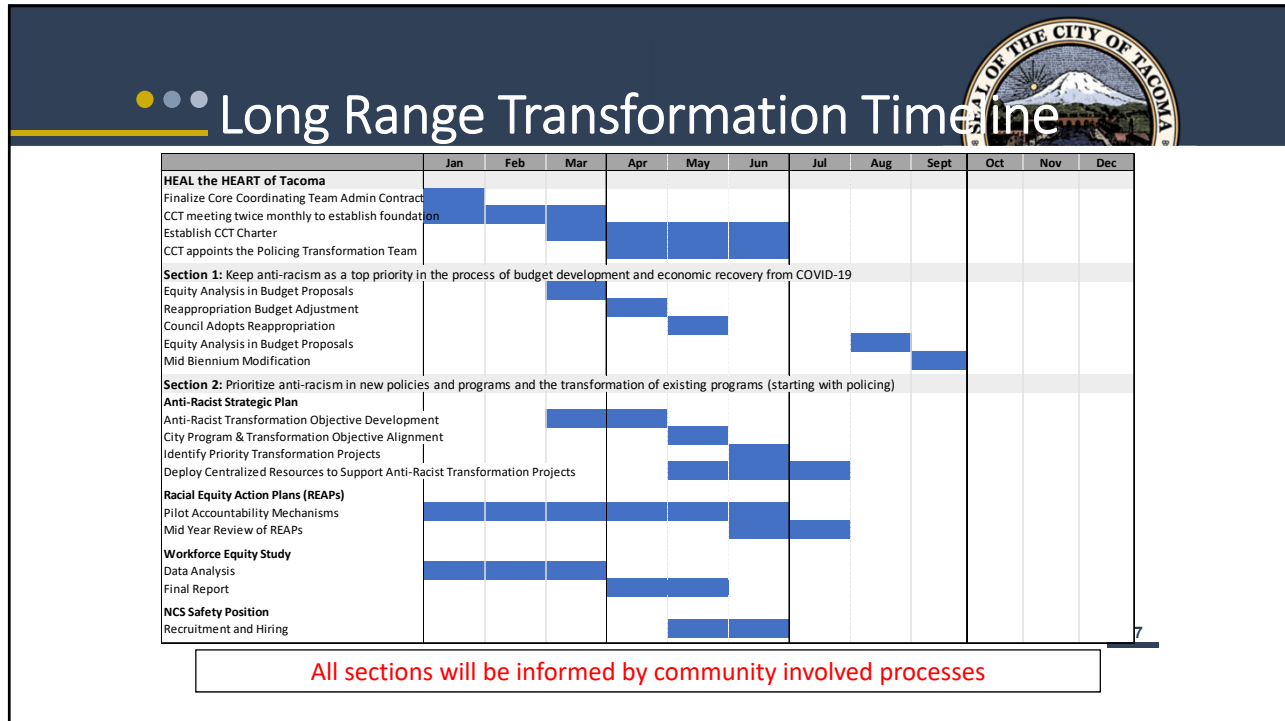 SEAL OF THE CITY OF TACOMA
Long Range Transformation Timeline
Jan Feb Mar Apr May Jun Jul Aug Sept Oct Nov Dec
HEAL the HEART of Tacoma
Finalize Core Coordinating Team Admin Contract
CCT meeting twice monthly to establish foundation
Establish CCT Charter
CCT appoints the Policing Transformation Team
Section 1: Keep anti-racism as a top priority in the process of budget development and economic recovery from COVID-19
Equity Analysis in Budget Proposals
Reappropriation Budget Adjustment
Council Adopts Reappropriation
Equity Analysis in Budget Proposals
Mid Biennium Modification
Section 2: Prioritize anti-racism in new policies and programs and the transformation of existing programs (starting with policing)
Anti-Racist Strategic Plan
Anti-Racist Transformation Objective Development
City Program & Transformation Objective Alignment
Identify Priority Transformation Projects
Deploy Centralized Resources to Support Anti-Racist Transformation Projects
Racial Equity Action Plans (REAPs)
Pilot Accountability Mechanisms
Mid Year Review of REAPs
Workforce Equity Study
Data Analysis
Final Report
NCS Safety Position
Recruitment and Hiring
7
All sections will be informed by community involved processes